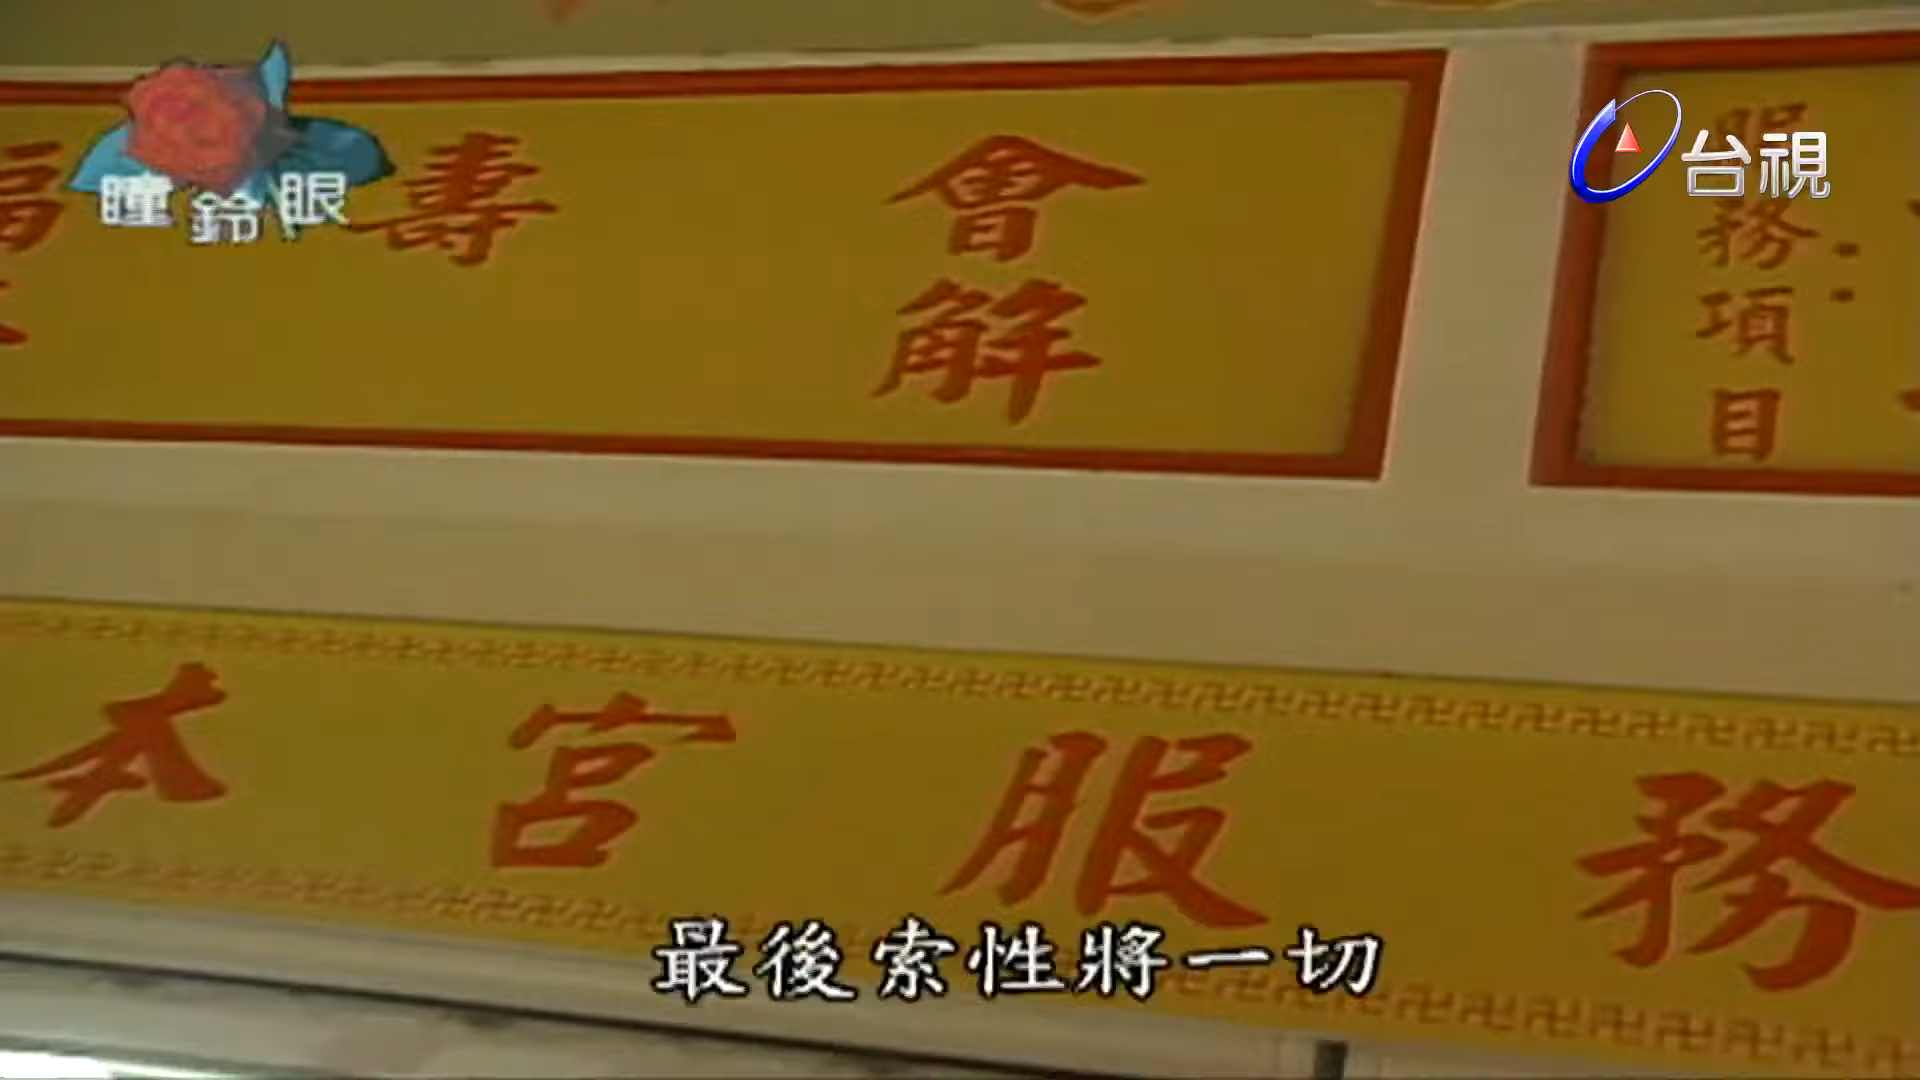 瞳鈴眼
台視
福 壽 會
解
服務項目：
本宮服務
最後索性將一切